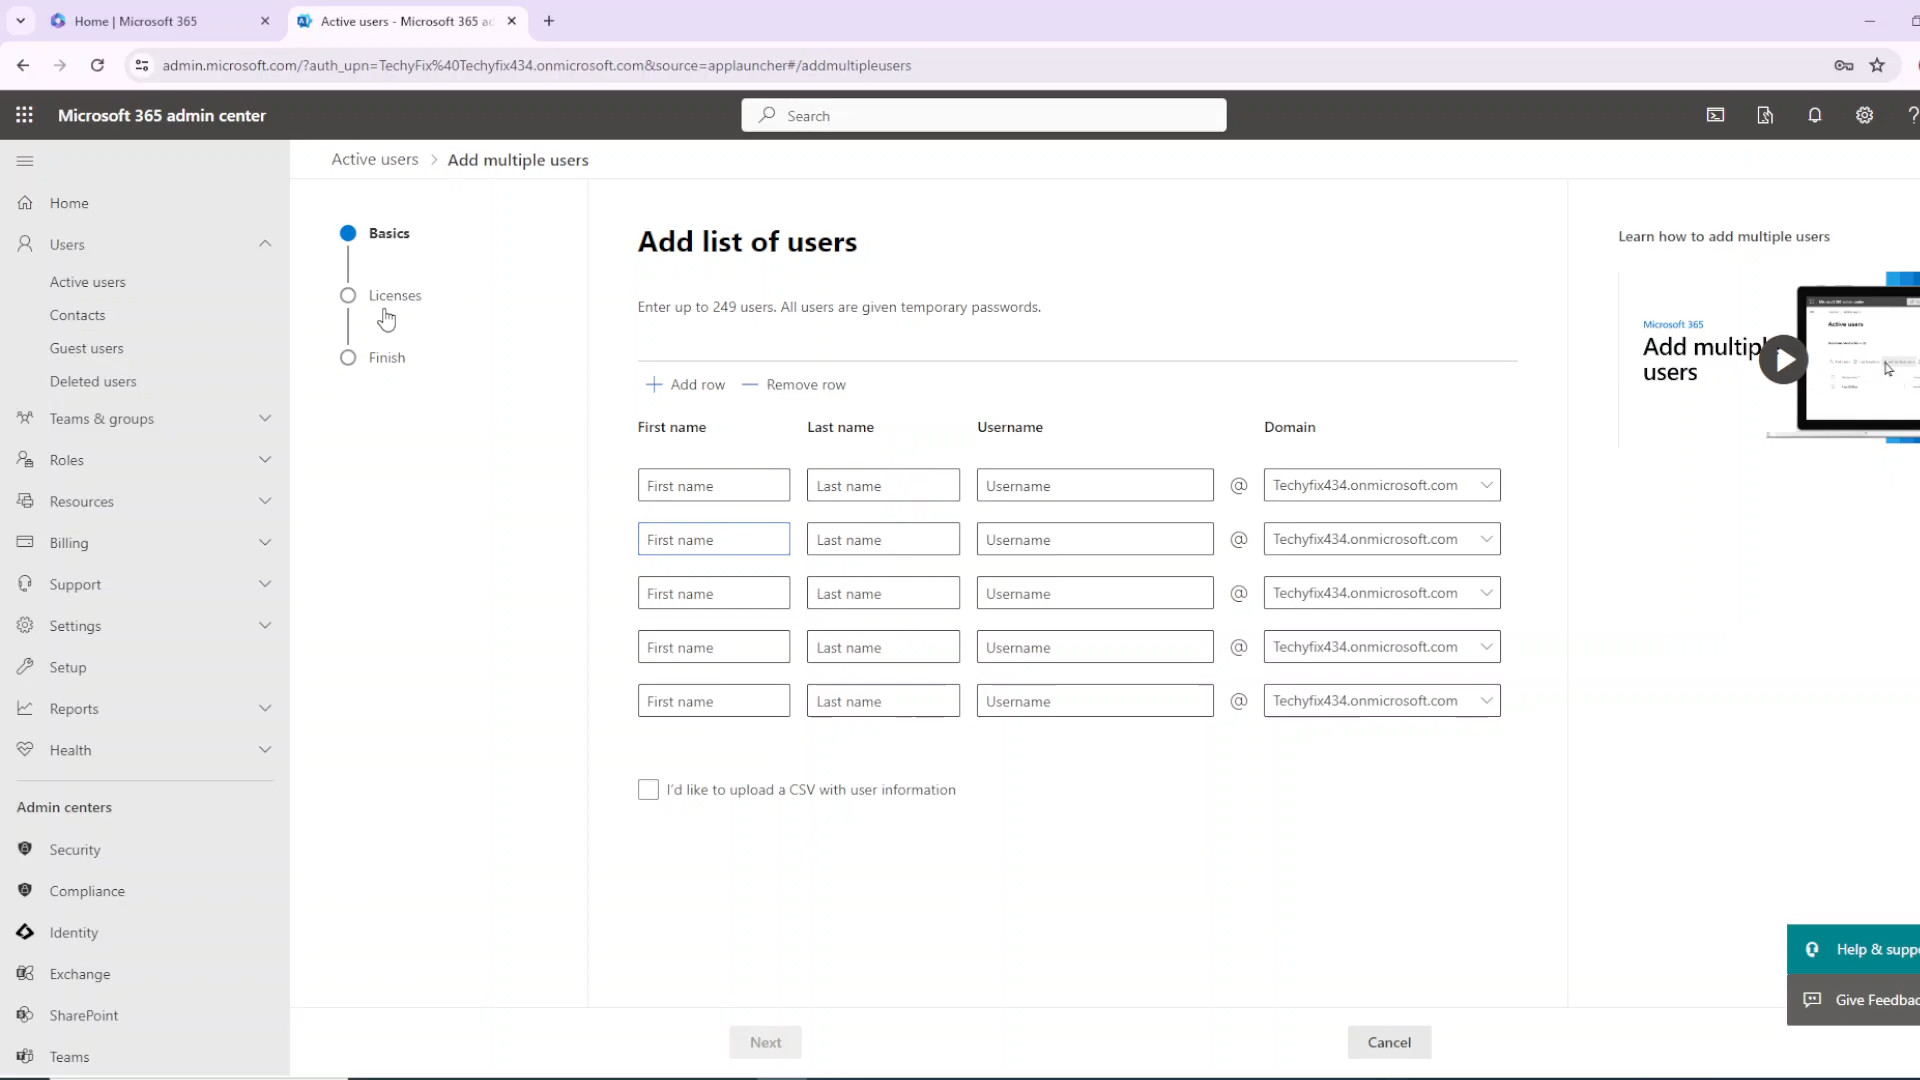 Home | Microsoft 365
Active users - Microsoft 365 ac
admin.microsoft.com/?auth_upn=TechyFix%40Techyfix434.onmicrosoft.com&source=applauncher#/addmultipleusers
Microsoft 365 admin center
Search
Home
Users
Active users
Contacts
Guest users
Deleted users
Teams & groups
Roles
Resources
Billing
Support
Settings
Setup
Reports
Health
Admin centers
Security
Compliance
Identity
Exchange
SharePoint
Teams
Active users > Add multiple users
Basics
Licenses
Finish
Add list of users
Enter up to 249 users. All users are given temporary passwords.
Add row
Remove row
First name Last name Username Domain
First name Last name Username @ Techyfix434.onmicrosoft.com
First name Last name Username @ Techyfix434.onmicrosoft.com
First name Last name Username @ Techyfix434.onmicrosoft.com
First name Last name Username @ Techyfix434.onmicrosoft.com
First name Last name Username @ Techyfix434.onmicrosoft.com
I'd like to upload a CSV with user information
Next
Cancel
Learn how to add multiple users
Microsoft 365
Add multipl
users
Active users
Help & suppo
Give Feedbac